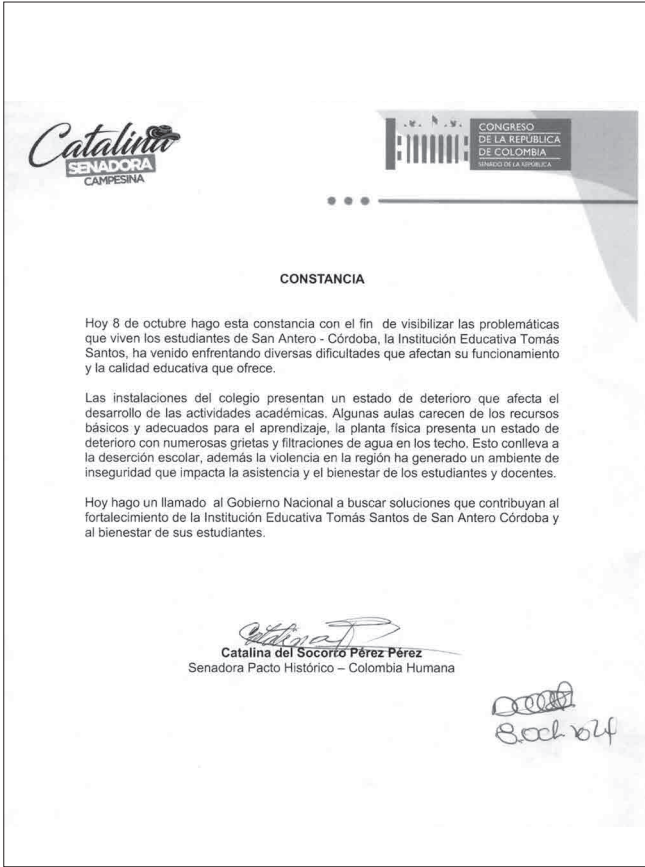 Catalina
SENADORA
CAMPESINA
CONGRESO
DE LA REPÚBLICA
DE COLOMBIA
SENADO DE LA REPÚBLICA
CONSTANCIA
Hoy 8 de octubre hago esta constancia con el fin de visibilizar las problemáticas
que viven los estudiantes de San Antero - Córdoba, la Institución Educativa Tomás
Santos, ha venido enfrentando diversas dificultades que afectan su funcionamiento
y la calidad educativa que ofrece.
Las instalaciones del colegio presentan un estado de deterioro que afecta el
desarrollo de las actividades académicas. Algunas aulas carecen de los recursos
básicos y adecuados para el aprendizaje, la planta física presenta un estado de
deterioro con numerosas grietas y filtraciones de agua en los techo. Esto conlleva a
la deserción escolar, además la violencia en la región ha generado un ambiente de
inseguridad que impacta la asistencia y el bienestar de los estudiantes y docentes.
Hoy hago un llamado al Gobierno Nacional a buscar soluciones que contribuyan al
fortalecimiento de la Institución Educativa Tomás Santos de San Antero Córdoba y
al bienestar de sus estudiantes.
Catalina
Catalina del Socorro Pérez Pérez
Senadora Pacto Histórico – Colombia Humana
8.oct 2024